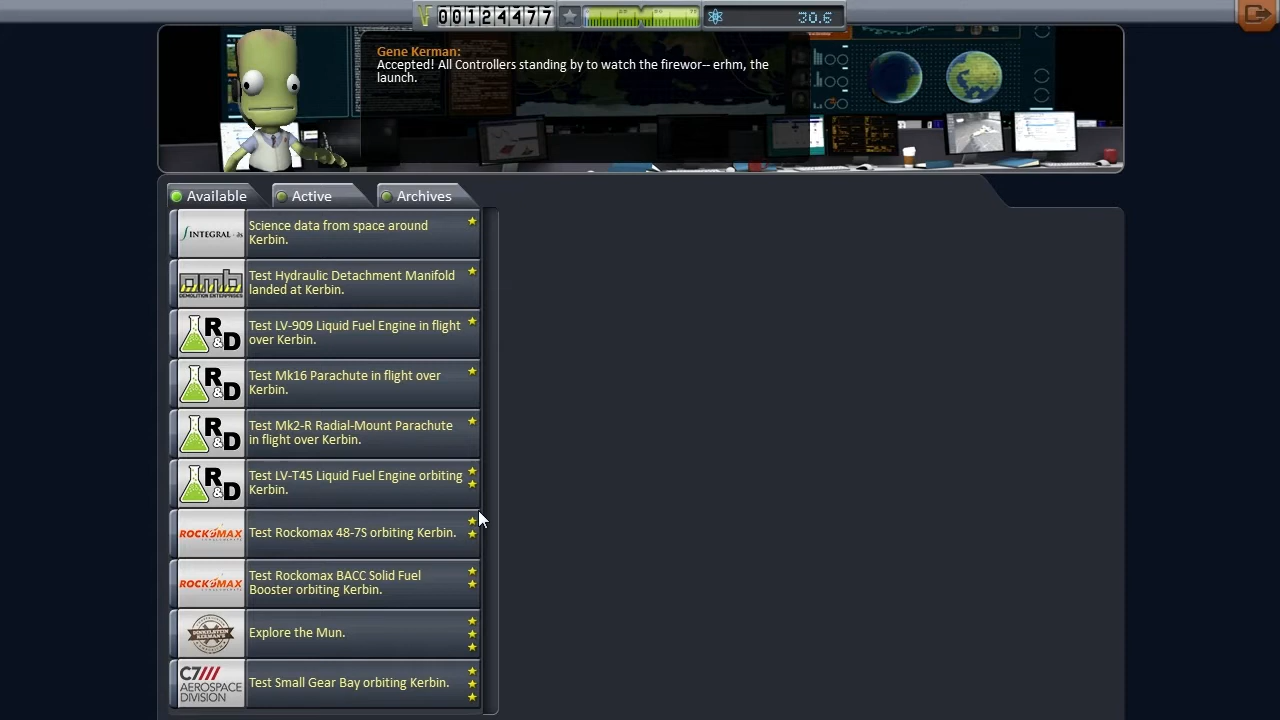 00124477
30.6
Gene Kerman:
Accepted! All Controllers standing by to watch the firewor-- erhm, the
launch.
Available
Active
Archives
INTEGRAL
Science data from space around
Kerbin.
OMB
DEMOLITION ENTERPRISES
Test Hydraulic Detachment Manifold
landed at Kerbin.
R&D
Test LV-909 Liquid Fuel Engine in flight
over Kerbin.
R&D
Test Mk16 Parachute in flight over
Kerbin.
R&D
Test Mk2-R Radial-Mount Parachute
in flight over Kerbin.
R&D
Test LV-T45 Liquid Fuel Engine orbiting
Kerbin.
ROCKOMAX
Test Rockomax 48-7S orbiting Kerbin.
ROCKOMAX
Test Rockomax BACC Solid Fuel
Booster orbiting Kerbin.
Explore the Mun.
C7
AEROSPACE
DIVISION
Test Small Gear Bay orbiting Kerbin.